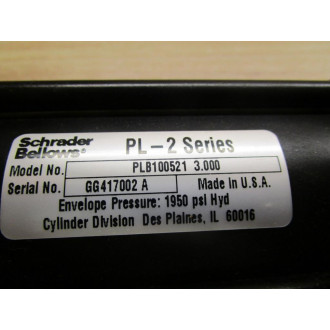 Schrader Bellows® PL-2 Series
Model No. PLB100521 3.000
Serial No. GG417002 A Made in U.S.A.
Envelope Pressure: 1950 psi Hyd
Cylinder Division Des Plaines, IL 60016